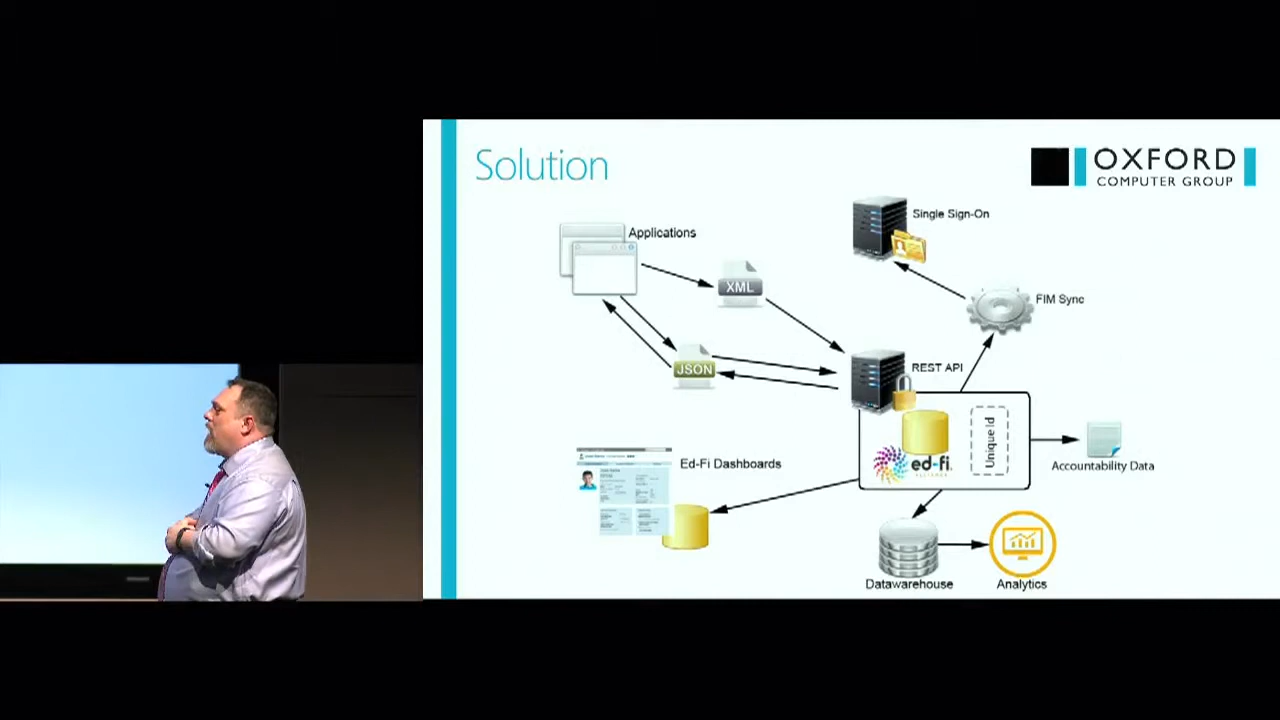 Solution
OXFORD
COMPUTER GROUP
Single Sign-On
Applications
XML
FIM Sync
JSON
REST API
Unique Id
ed-fi
ALLIANCE
Ed-Fi Dashboards
Accountability Data
Datawarehouse
Analytics